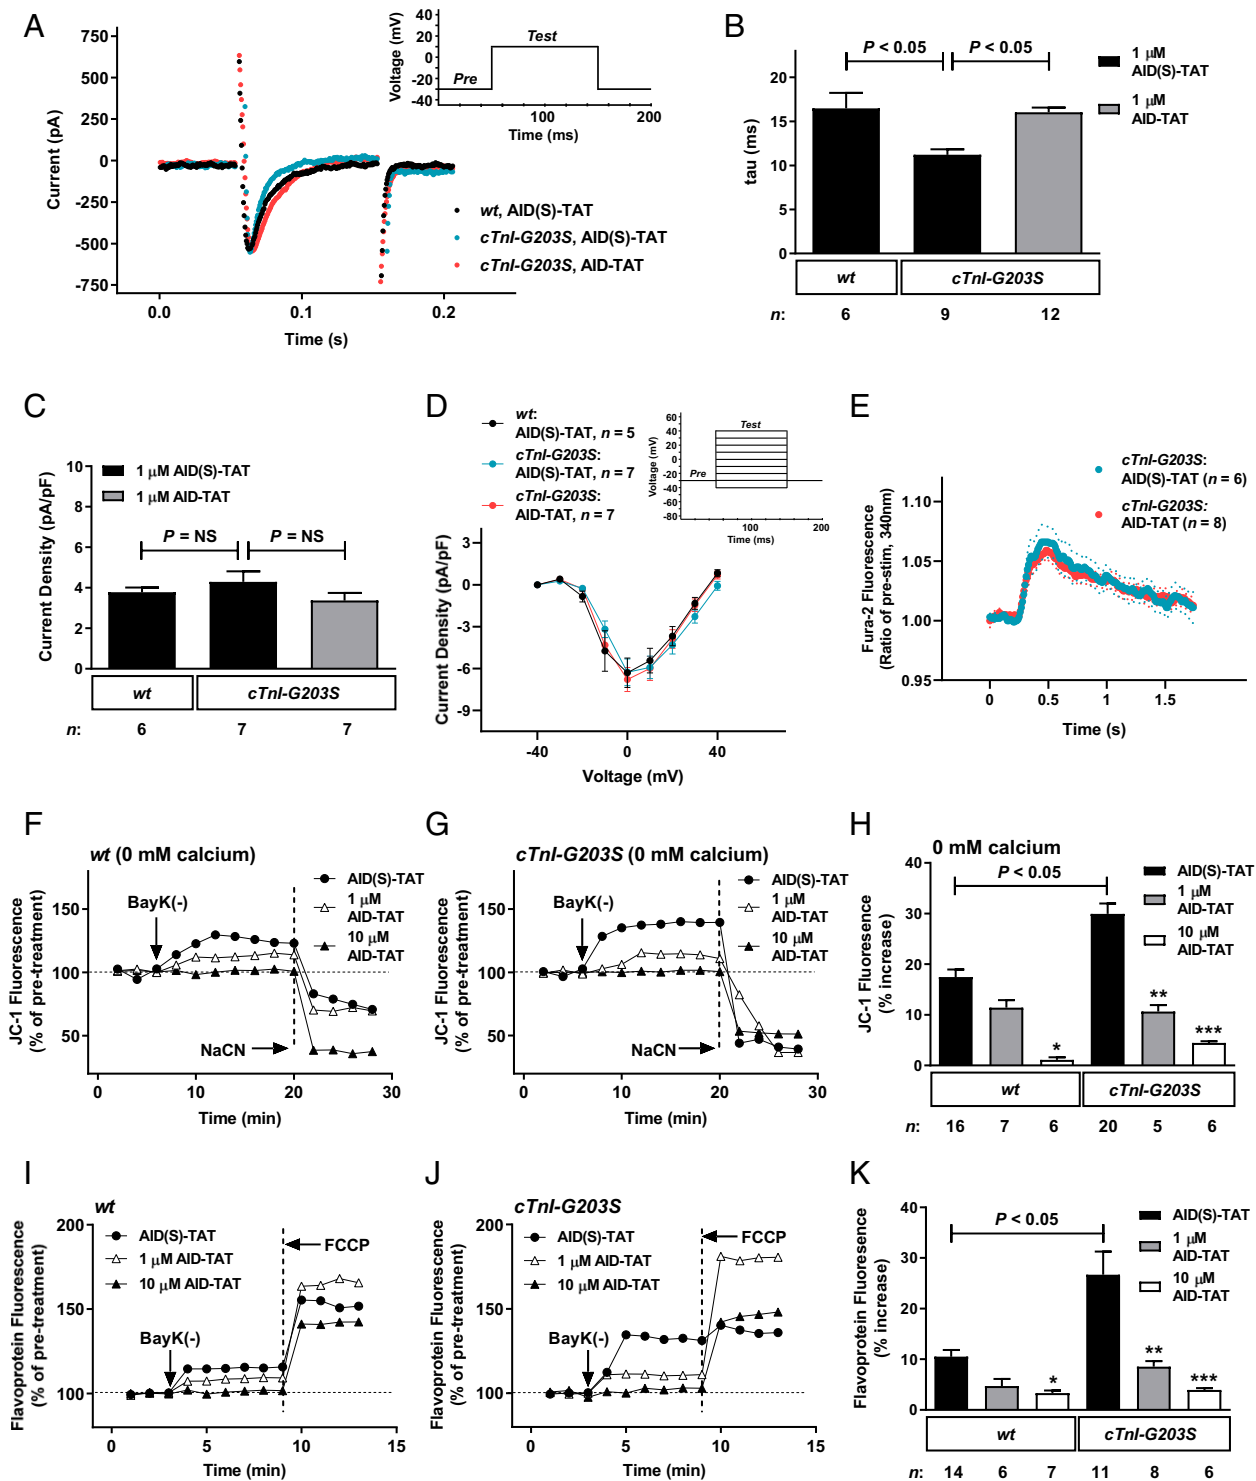 A
Current (pA)
750
500
250
0
-250
-500
-750
0.0
0.1
0.2
Time (s)
Voltage (mV)
40
20
0
-20
-40
Pre
Test
100
200
Time (ms)
wt, AID(S)-TAT
cTnI-G203S, AID(S)-TAT
cTnI-G203S, AID-TAT
B
tau (ms)
20
15
10
5
0
P < 0.05
P < 0.05
1 μM
AID(S)-TAT
1 μM
AID-TAT
wt
cTnI-G203S
n: 6 9 12
C
Current Density (pA/pF)
10
8
6
4
2
0
1 μM AID(S)-TAT
1 μM AID-TAT
P = NS
P = NS
wt
cTnI-G203S
n: 6 7 7
D
wt:
AID(S)-TAT, n = 5
cTnI-G203S:
AID(S)-TAT, n = 7
cTnI-G203S:
AID-TAT, n = 7
Voltage (mV)
60
40
20
0
-20
-40
-60
-80
Pre
Test
100
200
Time (ms)
Current Density (pA/pF)
3
0
-3
-6
-9
-40
0
40
Voltage (mV)
E
cTnI-G203S:
AID(S)-TAT (n = 6)
cTnI-G203S:
AID-TAT (n = 8)
Fura-2 Fluorescence
(Ratio of pre-stim, 340nm)
1.10
1.05
1.00
0.95
0
0.5
1
1.5
Time (s)
F
wt (0 mM calcium)
JC-1 Fluorescence
(% of pre-treatment)
150
100
50
BayK(-)
NaCN
AID(S)-TAT
1 μM
AID-TAT
10 μM
AID-TAT
0
10
20
30
Time (min)
G
cTnI-G203S (0 mM calcium)
JC-1 Fluorescence
(% of pre-treatment)
150
100
50
BayK(-)
NaCN
AID(S)-TAT
1 μM
AID-TAT
10 μM
AID-TAT
0
10
20
30
Time (min)
H
0 mM calcium
JC-1 Fluoresence
(% increase)
40
30
20
10
0
P < 0.05
AID(S)-TAT
1 μM
AID-TAT
10 μM
AID-TAT
*
**
***
wt
cTnI-G203S
n: 16 7 6 20 5 6
I
wt
Flavoprotein Fluorescence
(% of pre-treatment)
200
150
100
AID(S)-TAT
1 μM AID-TAT
10 μM AID-TAT
FCCP
BayK(-)
0
5
10
15
Time (min)
J
cTnI-G203S
Flavoprotein Fluorescence
(% of pre-treatment)
200
150
100
AID(S)-TAT
1 μM AID-TAT
10 μM AID-TAT
FCCP
BayK(-)
0
5
10
15
Time (min)
K
Flavoprotein Fluoresence
(% increase)
40
30
20
10
0
P < 0.05
AID(S)-TAT
1 μM
AID-TAT
10 μM
AID-TAT
*
**
***
wt
cTnI-G203S
n: 14 6 7 11 8 6